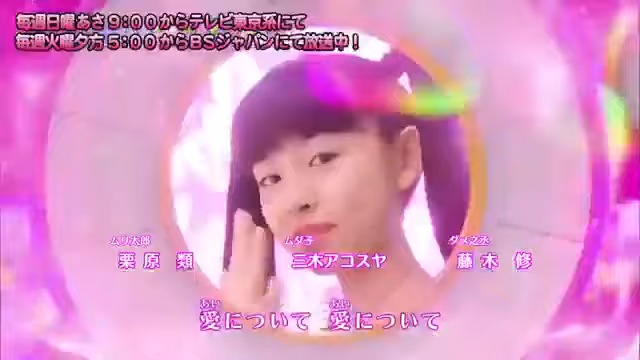 毎週日曜あさ9:00からテレビ東京系にて
毎週火曜夕方5:00からBSジャパンにて放送中!
ムリ太郎 ムダ子 ダメ之丞
栗原 類 三木アコスヤ 藤木 修
あい あい
愛について 愛について